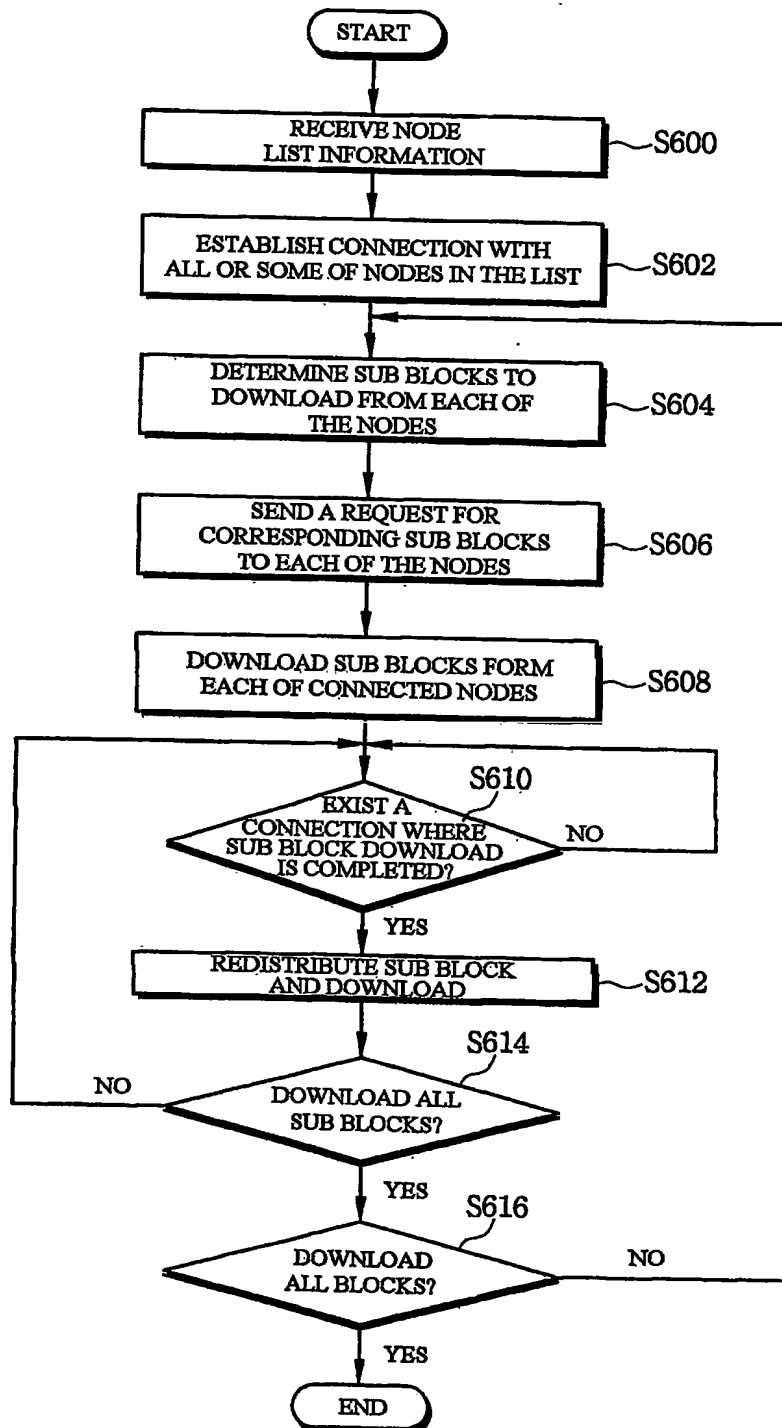 START
RECEIVE NODE
LIST INFORMATION
S600
ESTABLISH CONNECTION WITH
ALL OR SOME OF NODES IN THE LIST
S602
DETERMINE SUB BLOCKS TO
DOWNLOAD FROM EACH OF
THE NODES
S604
SEND A REQUEST FOR
CORRESPONDING SUB BLOCKS
TO EACH OF THE NODES
S606
DOWNLOAD SUB BLOCKS FORM
EACH OF CONNECTED NODES
S608
S610
EXIST A
CONNECTION WHERE
SUB BLOCK DOWNLOAD
IS COMPLETED?
NO
YES
REDISTRIBUTE SUB BLOCK
AND DOWNLOAD
S612
S614
NO
DOWNLOAD ALL
SUB BLOCKS?
YES
S616
DOWNLOAD
ALL BLOCKS?
NO
YES
END